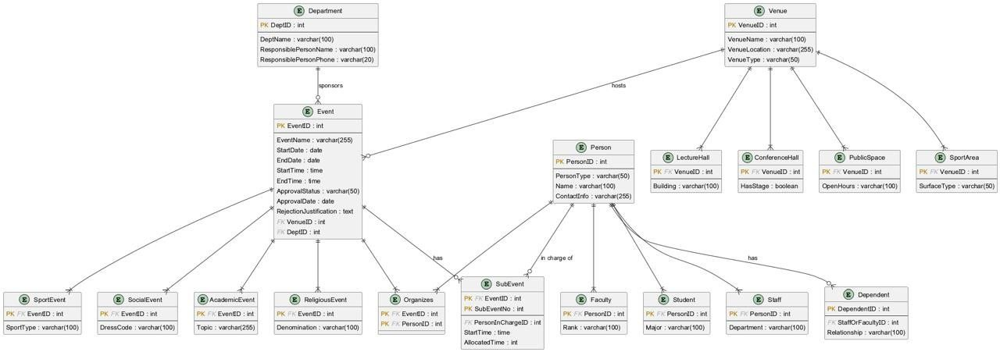 E Department
PK DeptID : int
DeptName : varchar(100)
ResponsiblePersonName : varchar(100)
ResponsiblePersonPhone : varchar(20)
E Venue
PK VenueID : int
VenueName : varchar(100)
VenueLocation : varchar(255)
VenueType : varchar(50)
sponsors
hosts
E Event
PK EventID : int
EventName : varchar(255)
StartDate : date
EndDate : date
StartTime : time
EndTime : time
ApprovalStatus : varchar(50)
ApprovalDate : date
RejectionJustification : text
FK VenueID : int
FK DeptID : int
E Person
PK PersonID : int
PersonType : varchar(50)
Name : varchar(100)
ContactInfo : varchar(255)
E LectureHall
PK FK VenueID : int
Building : varchar(100)
E ConferenceHall
PK FK VenueID : int
HasStage : boolean
E PublicSpace
PK FK VenueID : int
OpenHours : varchar(100)
E SportArea
PK FK VenueID : int
SurfaceType : varchar(50)
has
in charge of
has
E SportEvent
PK FK EventID : int
SportType : varchar(100)
E SocialEvent
PK FK EventID : int
DressCode : varchar(100)
E AcademicEvent
PK FK EventID : int
Topic : varchar(255)
E ReligiousEvent
PK FK EventID : int
Denomination : varchar(100)
E Organizes
PK FK EventID : int
PK FK PersonID : int
E SubEvent
PK FK EventID : int
PK SubEventNo : int
FK PersonInChargeID : int
StartTime : time
AllocatedTime : int
E Faculty
PK FK PersonID : int
Rank : varchar(100)
E Student
PK FK PersonID : int
Major : varchar(100)
E Staff
PK FK PersonID : int
Department : varchar(100)
E Dependent
PK DependentID : int
FK StaffOrFacultyID : int
Relationship : varchar(100)